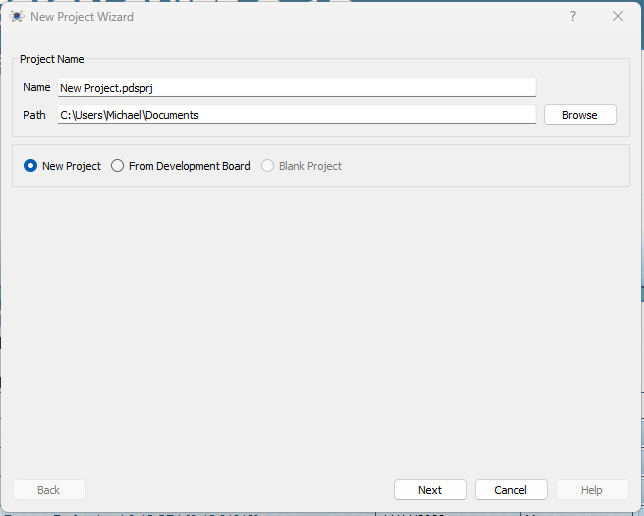 New Project Wizard
?
Project Name
Name New Project.pdsprj
Path C:\Users\Michael\Documents Browse
New Project From Development Board Blank Project
Back Next Cancel Help